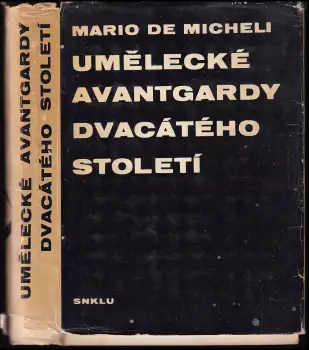 UMĚLECKÉ AVANTGARDY
DVACÁTÉHO STOLETÍ
MARIO DE MICHELI
UMĚLECKÉ
AVANTGARDY
DVACÁTÉHO
STOLETÍ
SNKLU